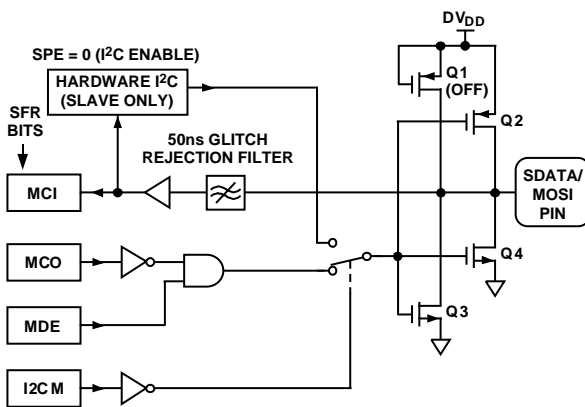 DVDD
SPE = 0 (I²C ENABLE)
HARDWARE I²C
(SLAVE ONLY)
Q1
(OFF)
Q2
SFR
BITS
50ns GLITCH
REJECTION FILTER
MCI
SDATA/
MOSI
PIN
MCO
Q4
MDE
Q3
I2CM